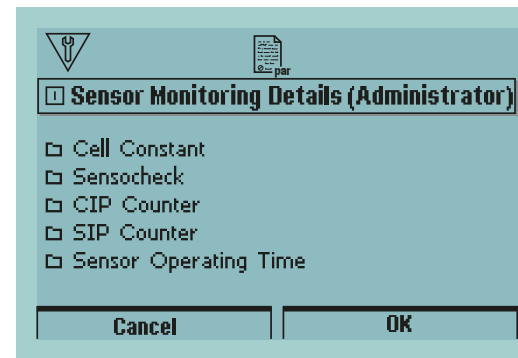 par
I Sensor Monitoring Details (Administrator)
Cell Constant
Sensocheck
CIP Counter
SIP Counter
Sensor Operating Time
Cancel OK